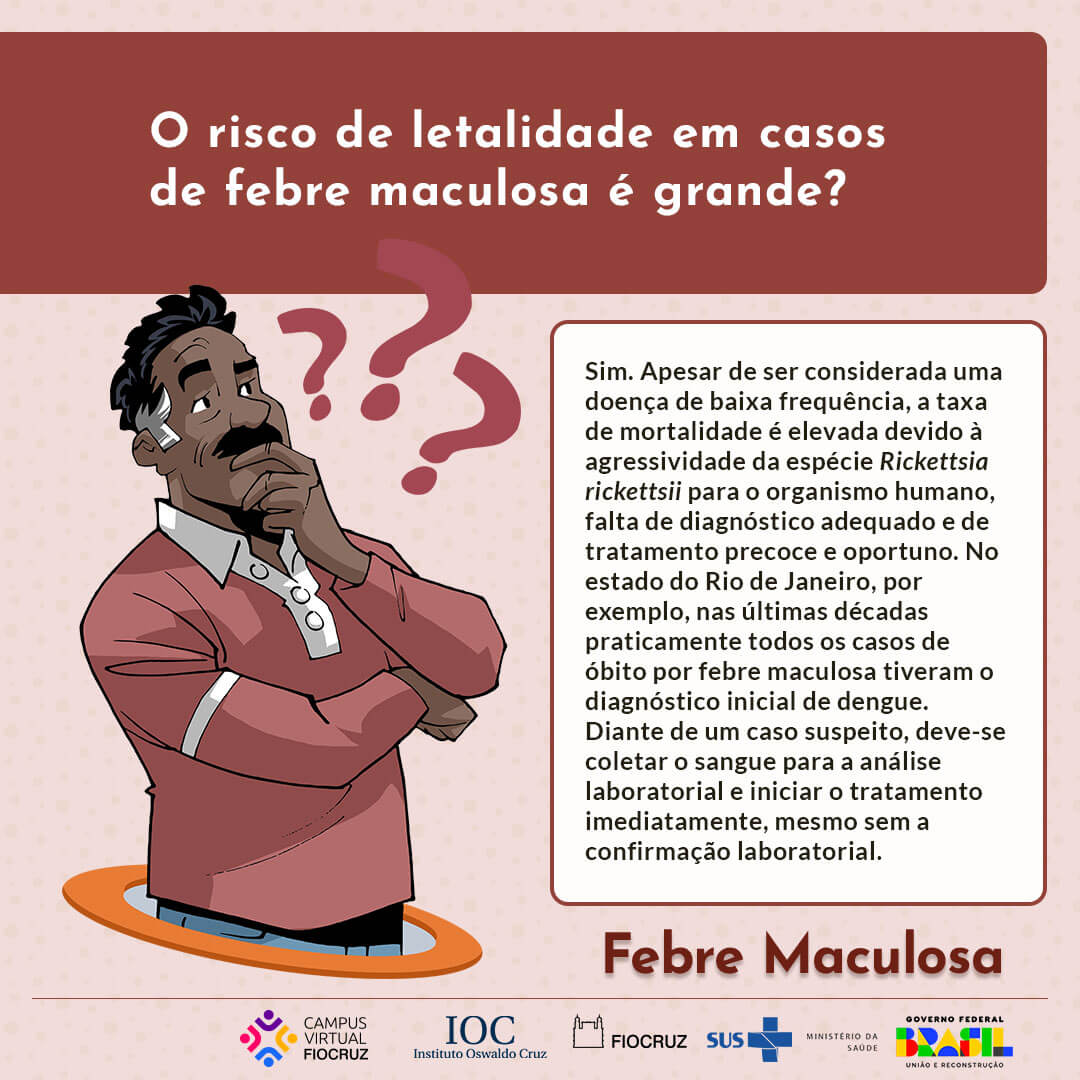 O risco de letalidade em casos
de febre maculosa é grande?
? ? ?
Sim. Apesar de ser considerada uma
doença de baixa frequência, a taxa
de mortalidade é elevada devido à
agressividade da espécie Rickettsia
rickettsii para o organismo humano,
falta de diagnóstico adequado e de
tratamento precoce e oportuno. No
estado do Rio de Janeiro, por
exemplo, nas últimas décadas
praticamente todos os casos de
óbito por febre maculosa tiveram o
diagnóstico inicial de dengue.
Diante de um caso suspeito, deve-se
coletar o sangue para a análise
laboratorial e iniciar o tratamento
imediatamente, mesmo sem a
confirmação laboratorial.
Febre Maculosa
CAMPUS
VIRTUAL
FIOCRUZ
IOC
Instituto Oswaldo Cruz
FIOCRUZ
SUS
MINISTÉRIO DA
SAÚDE
GOVERNO FEDERAL
BRASIL
UNIÃO E RECONSTRUÇÃO